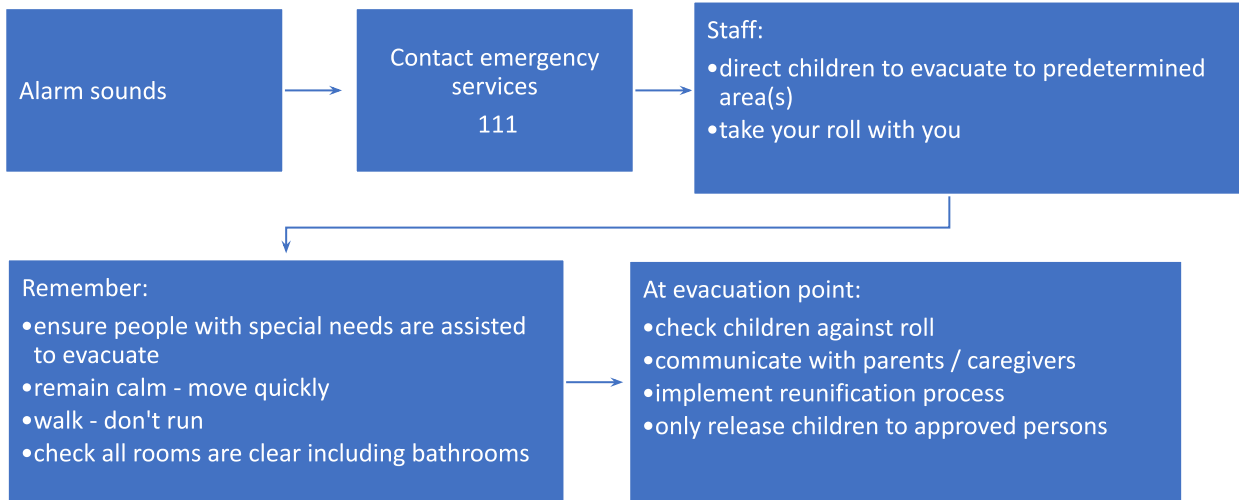 Alarm sounds
Contact emergency
services
111
Staff:
•direct children to evacuate to predetermined
area(s)
•take your roll with you
Remember:
•ensure people with special needs are assisted
to evacuate
•remain calm - move quickly
•walk - don't run
•check all rooms are clear including bathrooms
At evacuation point:
•check children against roll
•communicate with parents / caregivers
•implement reunification process
•only release children to approved persons